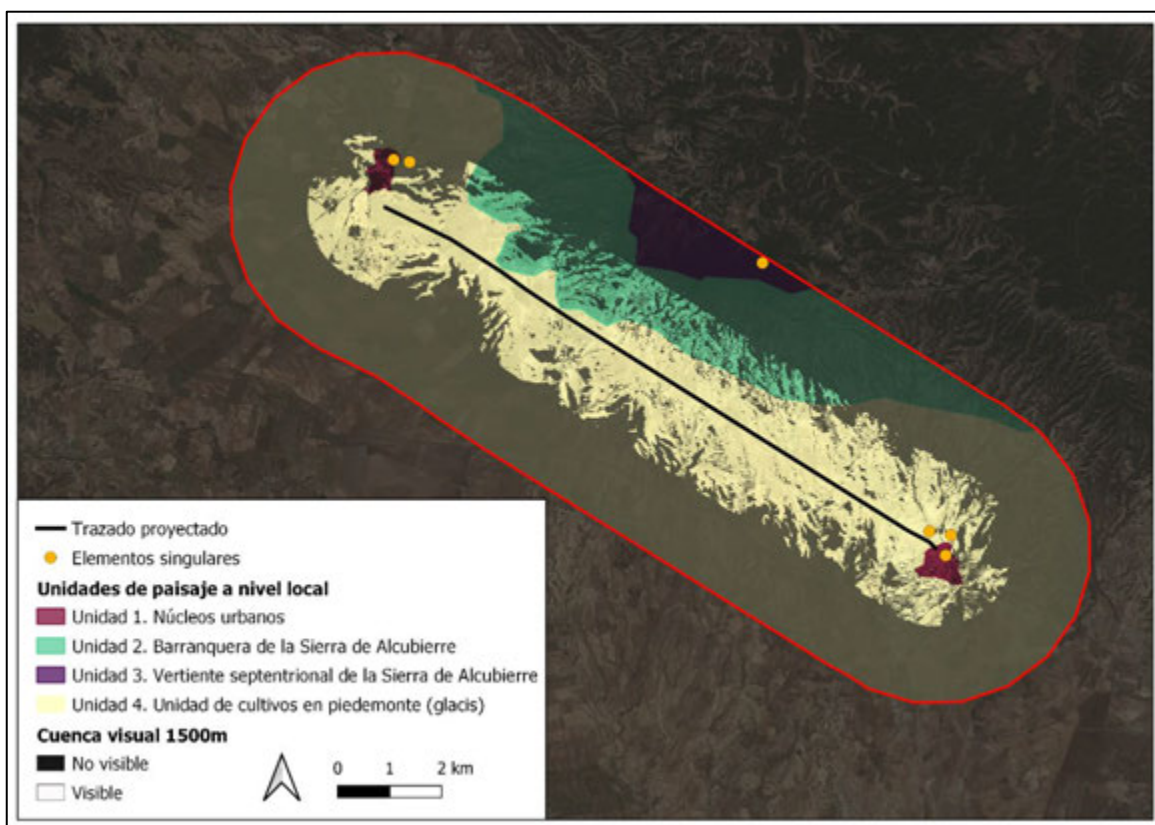 Trazado proyectado
Elementos singulares
Unidades de paisaje a nivel local
Unidad 1. Núcleos urbanos
Unidad 2. Barranquera de la Sierra de Alcubierre
Unidad 3. Vertiente septentrional de la Sierra de Alcubierre
Unidad 4. Unidad de cultivos en piedemonte (glacis)
Cuenca visual 1500m
No visible
Visible
0 1 2 km